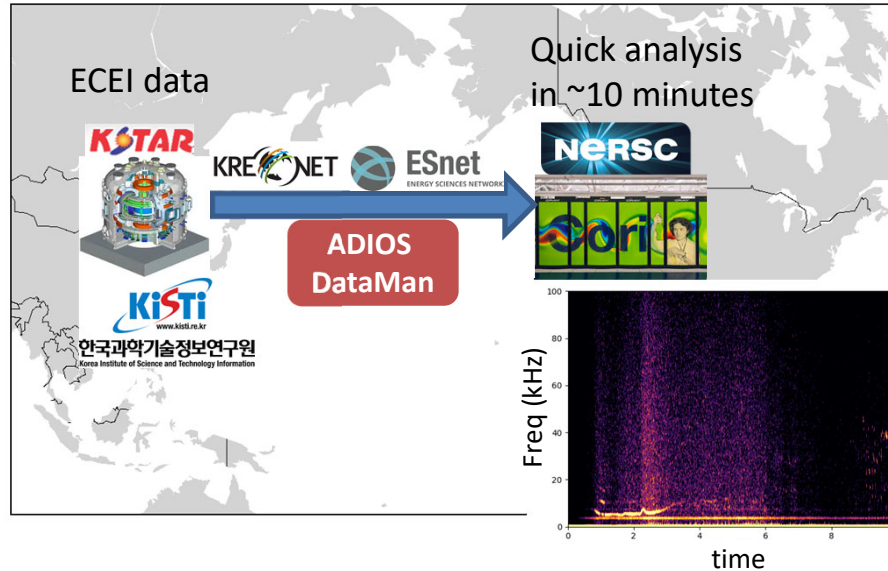 ECEI data
Quick analysis
in ~10 minutes
KSTAR
KREONET
ESnet
ENERGY SCIENCES NETWORK
NERSC
Cori
ADIOS
DataMan
KiSTi
www.kisti.re.kr
한국과학기술정보연구원
Korea Institute of Science and Technology Information
Freq (kHz)
100
80
60
40
20
0
0 2 4 6 8
time